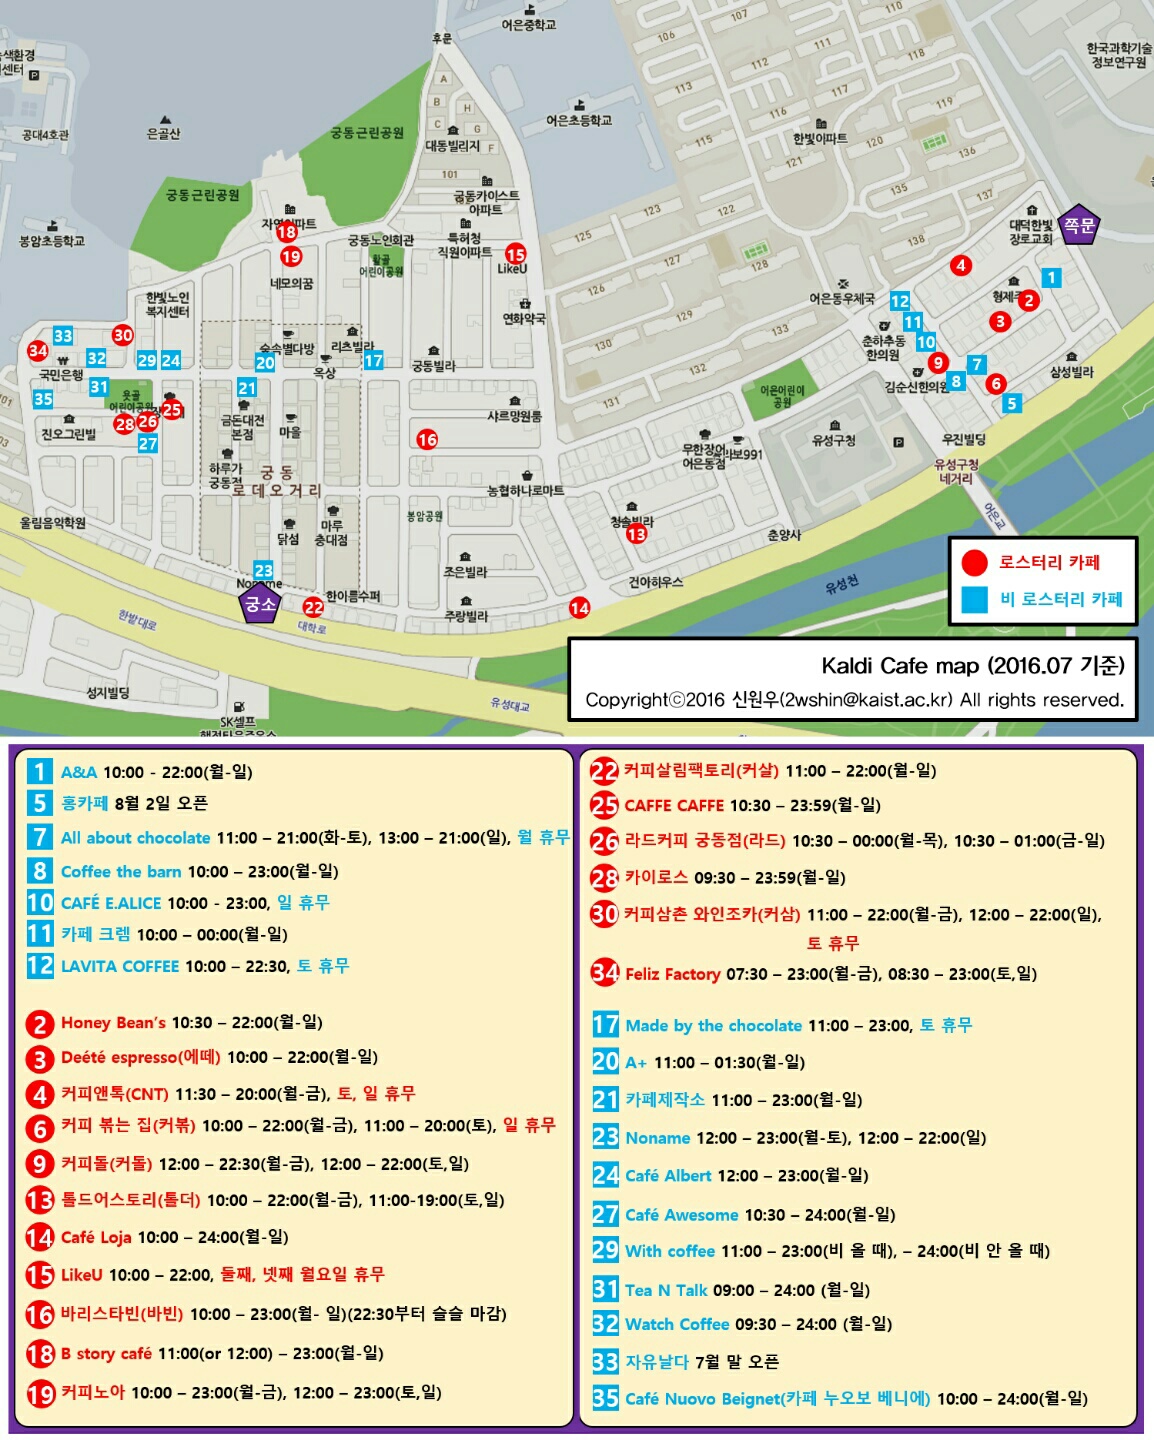 어은중학교
후문
107
106
108
111
110
112
113
118
117
119
115
120
121
123
125
126
127
128
129
130
131
132
133
135
136
137
138
한국과학기술
정보연구원
녹색환경
센터
P
공대4호관
은골산
궁동근린공원
A
B
H
C
G
F
대동빌리지
101
어은초등학교
한빛아파트
궁동근린공원
궁동카이스트
아파트
봉암초등학교
18
19
네모의꿈
궁동노인회관
활골
어린이공원
특허청
직원아파트
15
LikeU
대덕한빛
장로교회
쪽문
4
1
2
3
한빛노인
복지센터
연화약국
어은동우체국
12
11
10
춘하추동
한의원
9
7
8
김순신한의원
6
5
삼성빌라
33
30
34
32
국민은행
29
24
숲속별다방
리츠빌라
20
옥상
17
궁동빌라
31
35
윷골
어린이공원
25
28
26
27
진오그린빌
21
금돈대전
본점
마을
사르망원룸
16
어은어린이
공원
유성구청
P
우진빌딩
유성구청
네거리
무한장어
어은동점
하루가
궁동점
궁 동
로 데 오 거 리
농협하나로마트
청솔빌라
13
울림음악학원
닭섬
마루
충대점
봉암공원
춘양사
어은교
로스터리 카페
비 로스터리 카페
23
Noname
궁소
한아름수퍼
22
조은빌라
주랑빌라
14
건아하우스
유성천
한밭대로
대학로
유성대교
성지빌딩
SK셀프
Kaldi Cafe map (2016.07 기준)
Copyrightⓒ2016 신원우(2wshin@kaist.ac.kr) All rights reserved.
1 A&A 10:00 - 22:00(월-일)
5 홍카페 8월 2일 오픈
7 All about chocolate 11:00 – 21:00(화-토), 13:00 – 21:00(일), 월 휴무
8 Coffee the barn 10:00 – 23:00(월-일)
10 CAFÉ E.ALICE 10:00 - 23:00, 일 휴무
11 카페 크렘 10:00 – 00:00(월-일)
12 LAVITA COFFEE 10:00 – 22:30, 토 휴무
2 Honey Bean's 10:30 – 22:00(월-일)
3 Deété espresso(에떼) 10:00 – 22:00(월-일)
4 커피앤톡(CNT) 11:30 – 20:00(월-금), 토, 일 휴무
6 커피 볶는 집(커볶) 10:00 – 22:00(월-금), 11:00 – 20:00(토), 일 휴무
9 커피돌(커돌) 12:00 – 22:30(월-금), 12:00 – 22:00(토,일)
13 톨드어스토리(톨더) 10:00 – 22:00(월-금), 11:00-19:00(토,일)
14 Café Loja 10:00 – 24:00(월-일)
15 LikeU 10:00 – 22:00, 둘째, 넷째 월요일 휴무
16 바리스타빈(바빈) 10:00 – 23:00(월- 일)(22:30부터 슬슬 마감)
18 B story café 11:00(or 12:00) – 23:00(월-일)
19 커피노아 10:00 – 23:00(월-금), 12:00 – 23:00(토,일)
22 커피살림팩토리(커살) 11:00 – 22:00(월-일)
25 CAFFE CAFFE 10:30 – 23:59(월-일)
26 라드커피 궁동점(라드) 10:30 – 00:00(월-목), 10:30 – 01:00(금-일)
28 카이로스 09:30 – 23:59(월-일)
30 커피삼촌 와인조카(커삼) 11:00 – 22:00(월-금), 12:00 – 22:00(일),
토 휴무
34 Feliz Factory 07:30 – 23:00(월-금), 08:30 – 23:00(토,일)
17 Made by the chocolate 11:00 – 23:00, 토 휴무
20 A+ 11:00 – 01:30(월-일)
21 카페제작소 11:00 – 23:00(월-일)
23 Noname 12:00 – 23:00(월-토), 12:00 – 22:00(일)
24 Café Albert 12:00 – 23:00(월-일)
27 Café Awesome 10:30 – 24:00(월-일)
29 With coffee 11:00 – 23:00(비 올 때), – 24:00(비 안 올 때)
31 Tea N Talk 09:00 – 24:00 (월-일)
32 Watch Coffee 09:30 – 24:00 (월-일)
33 자유날다 7월 말 오픈
35 Café Nuovo Beignet(카페 누오보 베니에) 10:00 – 24:00(월-일)